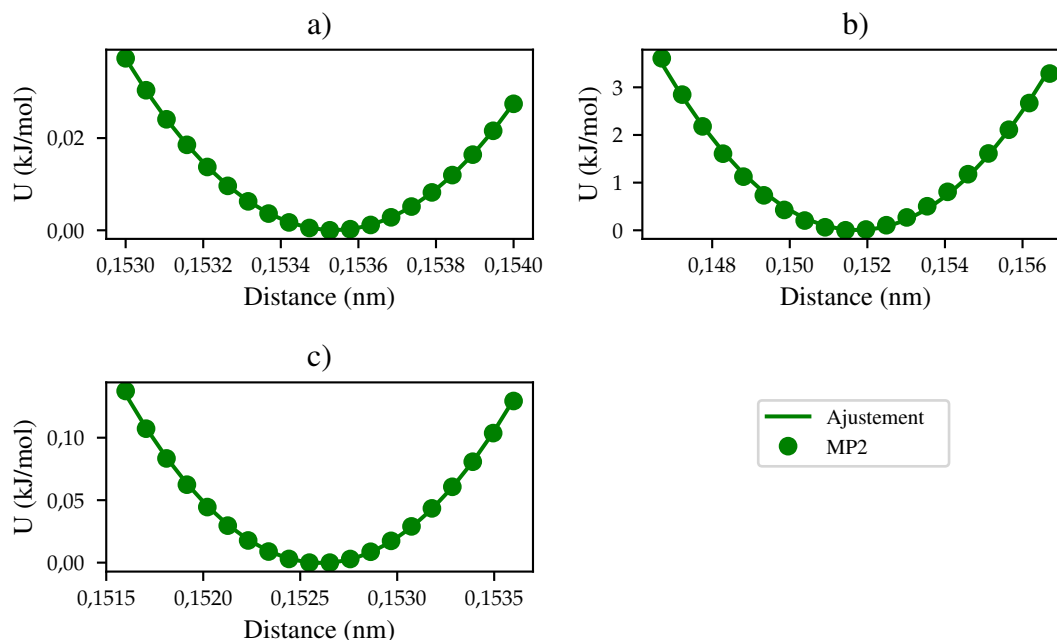 a)
U (kJ/mol)
0,02
0,00
0,1530 0,1532 0,1534 0,1536 0,1538 0,1540
Distance (nm)
b)
U (kJ/mol)
3
2
1
0
0,148 0,150 0,152 0,154 0,156
Distance (nm)
c)
U (kJ/mol)
0,10
0,05
0,00
0,1515 0,1520 0,1525 0,1530 0,1535
Distance (nm)
Ajustement
MP2